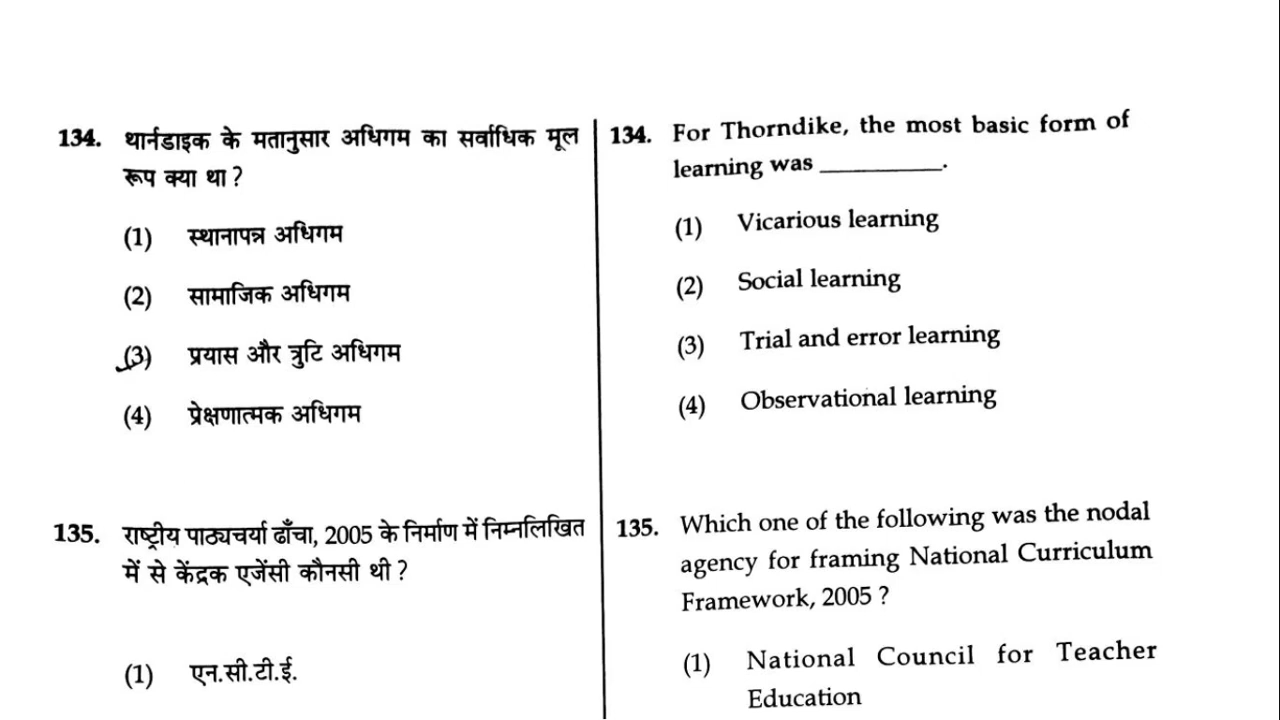 134. थार्नडाइक के मतानुसार अधिगम का सर्वाधिक मूल
रूप क्या था ?
(1) स्थानापन्न अधिगम
(2) सामाजिक अधिगम
(3) प्रयास और त्रुटि अधिगम
(4) प्रेक्षणात्मक अधिगम
135. राष्ट्रीय पाठ्यचर्या ढाँचा, 2005 के निर्माण में निम्नलिखित
में से केंद्रक एजेंसी कौनसी थी ?
(1) एन.सी.टी.ई.
134. For Thorndike, the most basic form of
learning was __________.
(1) Vicarious learning
(2) Social learning
(3) Trial and error learning
(4) Observational learning
135. Which one of the following was the nodal
agency for framing National Curriculum
Framework, 2005 ?
(1) National Council for Teacher
Education